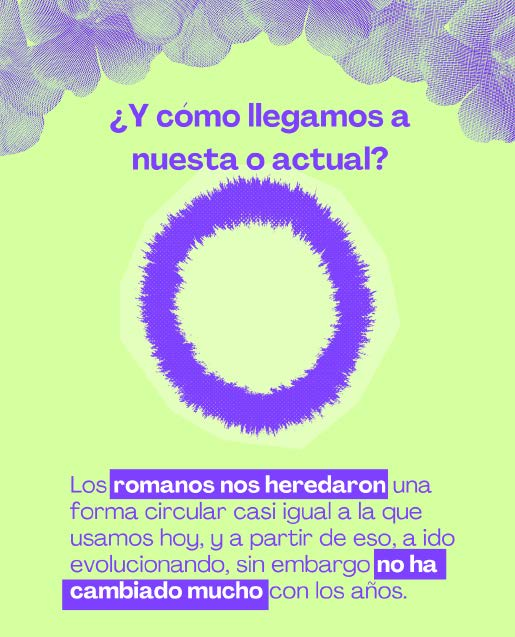 ¿Y cómo llegamos a
nuesta o actual?
Los romanos nos heredaron una
forma circular casi igual a la que
usamos hoy, y a partir de eso, a ido
evolucionando, sin embargo no ha
cambiado mucho con los años.